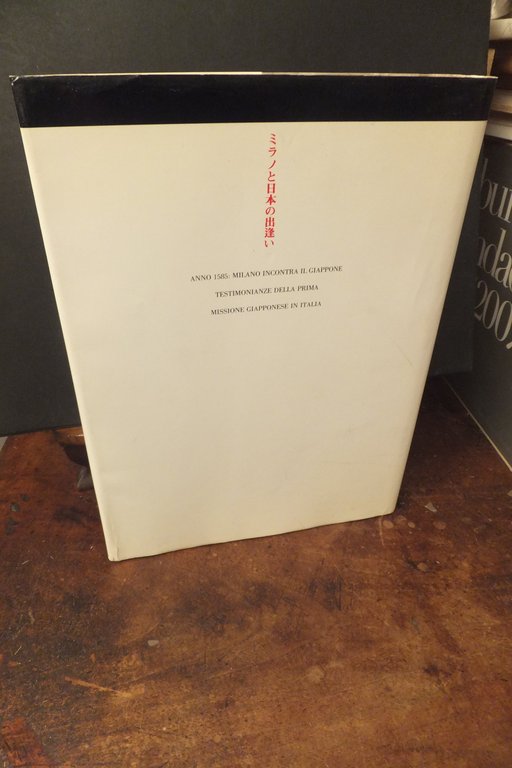 ミラノと日本の出逢い
ANNO 1585: MILANO INCONTRA IL GIAPPONE
TESTIMONIANZE DELLA PRIMA
MISSIONE GIAPPONESE IN ITALIA